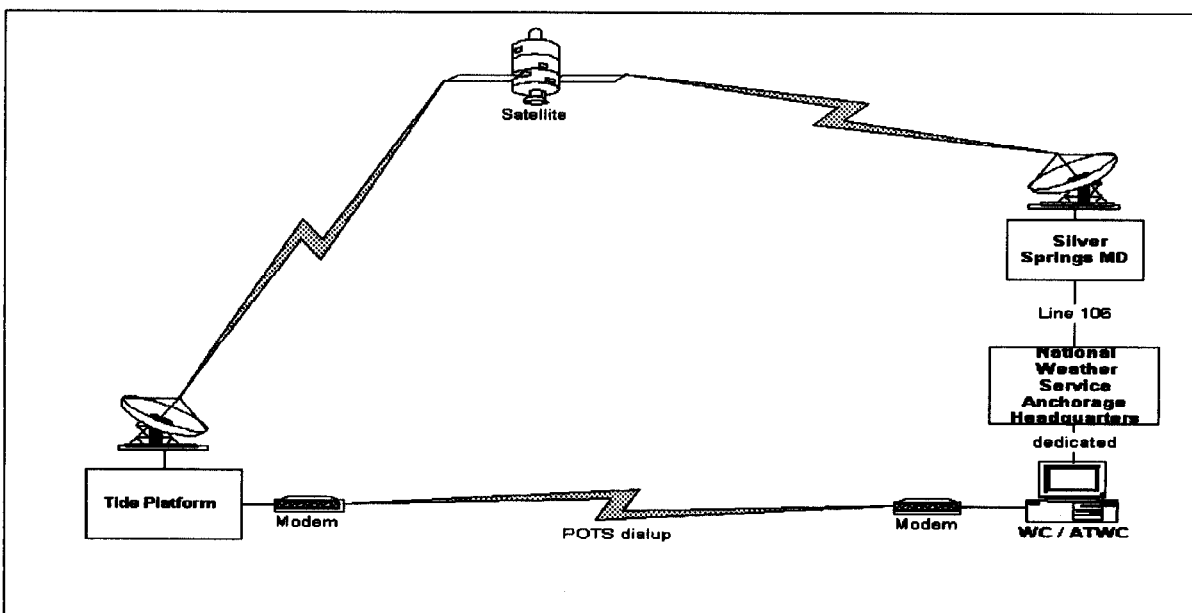 Satellite
Silver
Springs MD
Line 106
National
Weather
Service
Anchorage
Headquarters
dedicated
Tide Platform
Modem
POTS dialup
Modem
WC / ATWC